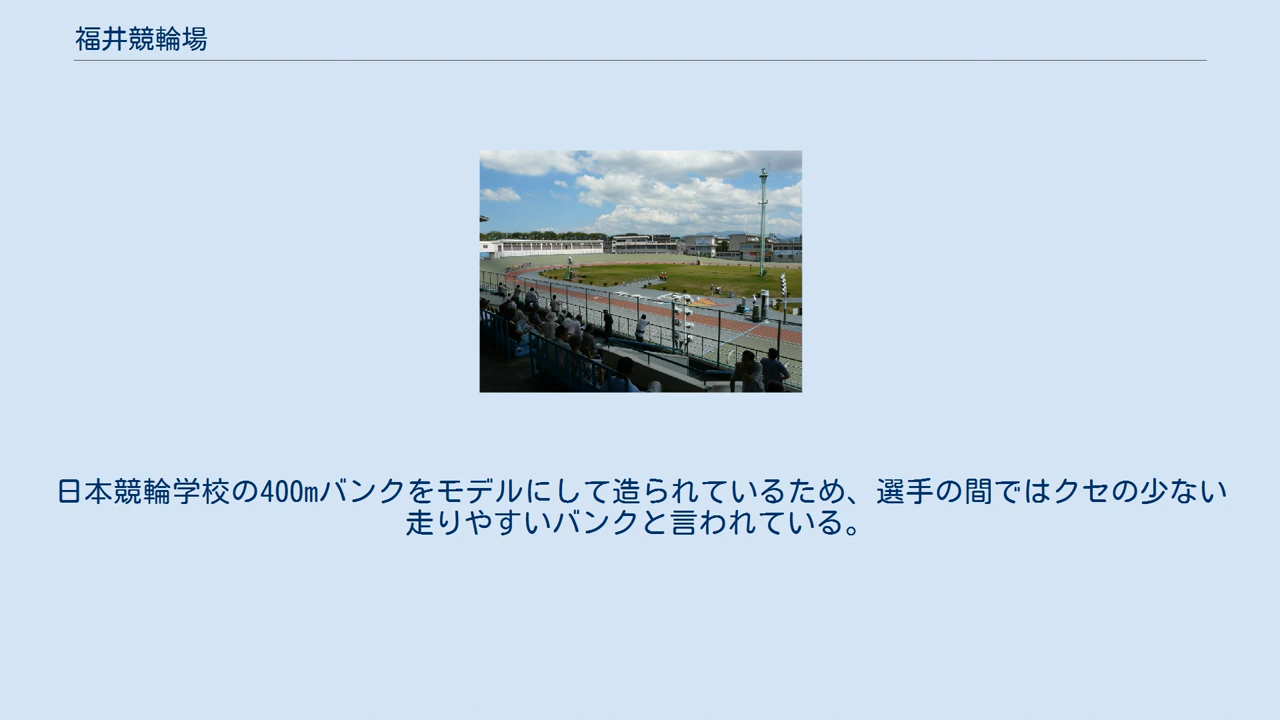 福井競輪場
日本競輪学校の400mバンクをモデルにして造られているため、選手の間ではクセの少ない
走りやすいバンクと言われている。